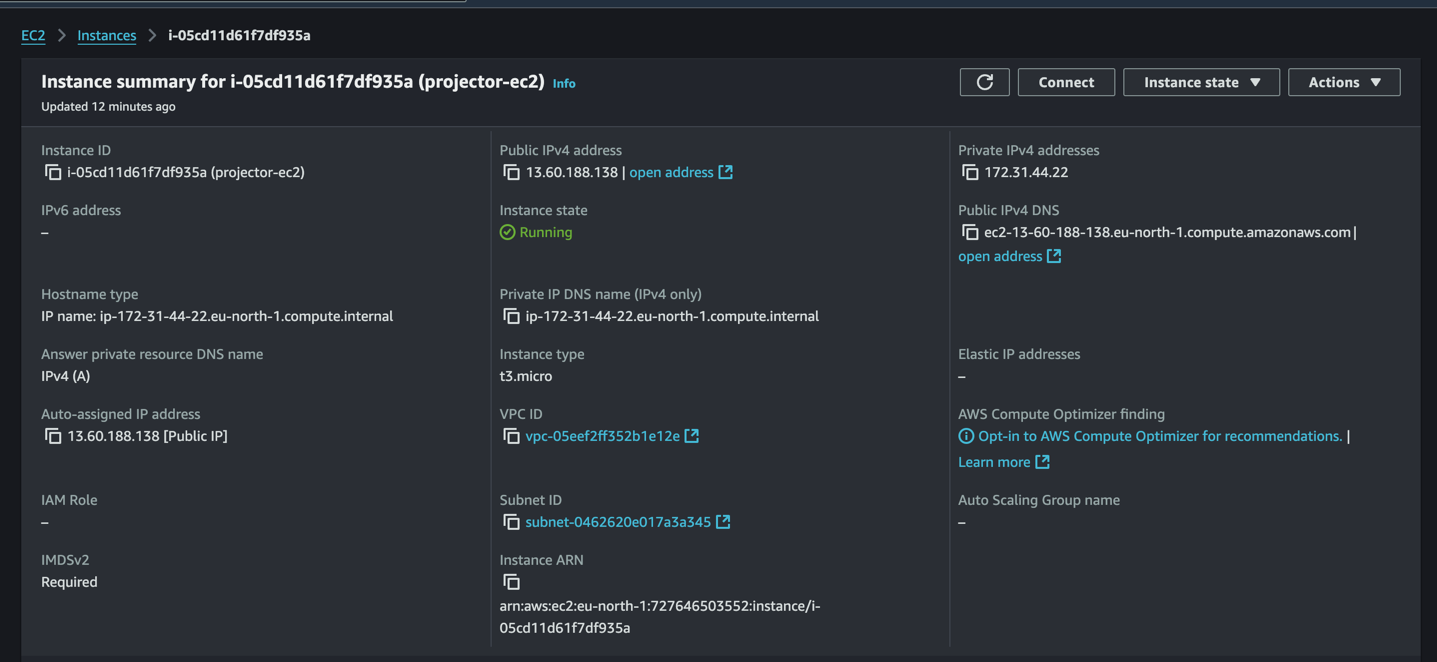 EC2 > Instances > i-05cd11d61f7df935a
Instance summary for i-05cd11d61f7df935a (projector-ec2) Info
Updated 12 minutes ago
Connect
Instance state
Actions
Instance ID
i-05cd11d61f7df935a (projector-ec2)
Public IPv4 address
13.60.188.138 | open address
Private IPv4 addresses
172.31.44.22
IPv6 address
–
Instance state
Running
Public IPv4 DNS
ec2-13-60-188-138.eu-north-1.compute.amazonaws.com |
open address
Hostname type
IP name: ip-172-31-44-22.eu-north-1.compute.internal
Private IP DNS name (IPv4 only)
ip-172-31-44-22.eu-north-1.compute.internal
Answer private resource DNS name
IPv4 (A)
Instance type
t3.micro
Elastic IP addresses
–
Auto-assigned IP address
13.60.188.138 [Public IP]
VPC ID
vpc-05eef2ff352b1e12e
AWS Compute Optimizer finding
Opt-in to AWS Compute Optimizer for recommendations. |
Learn more
IAM Role
–
Subnet ID
subnet-0462620e017a3a345
Auto Scaling Group name
–
IMDSv2
Required
Instance ARN
arn:aws:ec2:eu-north-1:727646503552:instance/i-
05cd11d61f7df935a